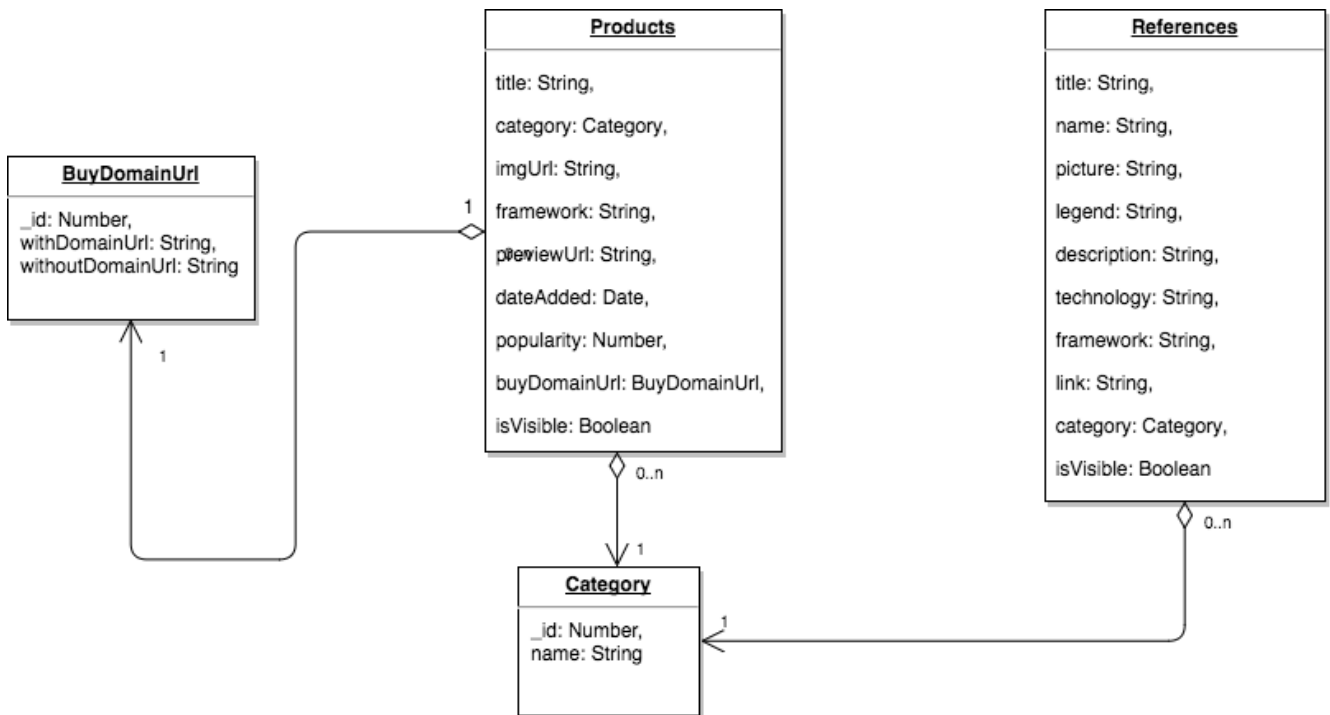 Products
title: String,
category: Category,
imgUrl: String,
framework: String,
previewUrl: String,
dateAdded: Date,
popularity: Number,
buyDomainUrl: BuyDomainUrl,
isVisible: Boolean
References
title: String,
name: String,
picture: String,
legend: String,
description: String,
technology: String,
framework: String,
link: String,
category: Category,
isVisible: Boolean
BuyDomainUrl
_id: Number,
withDomainUrl: String,
withoutDomainUrl: String
1
1
0..n
1
0..n
1
Category
_id: Number,
name: String